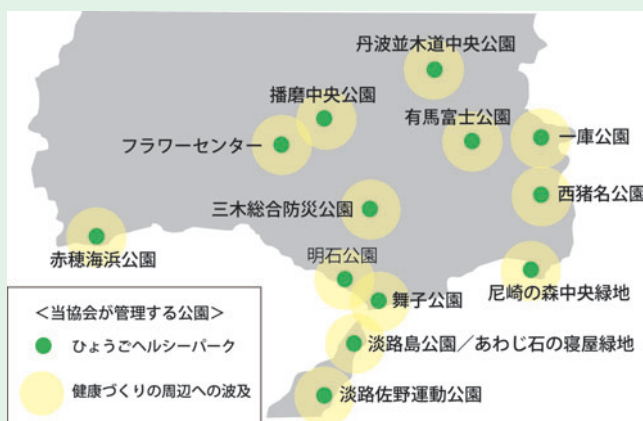 丹波並木道中央公園
播磨中央公園
有馬富士公園
フラワーセンター
一庫公園
西猪名公園
三木総合防災公園
赤穂海浜公園
明石公園
尼崎の森中央緑地
舞子公園
＜当協会が管理する公園＞
ひょうごヘルシーパーク
健康づくりの周辺への波及
淡路島公園／あわじ石の寝屋緑地
淡路佐野運動公園